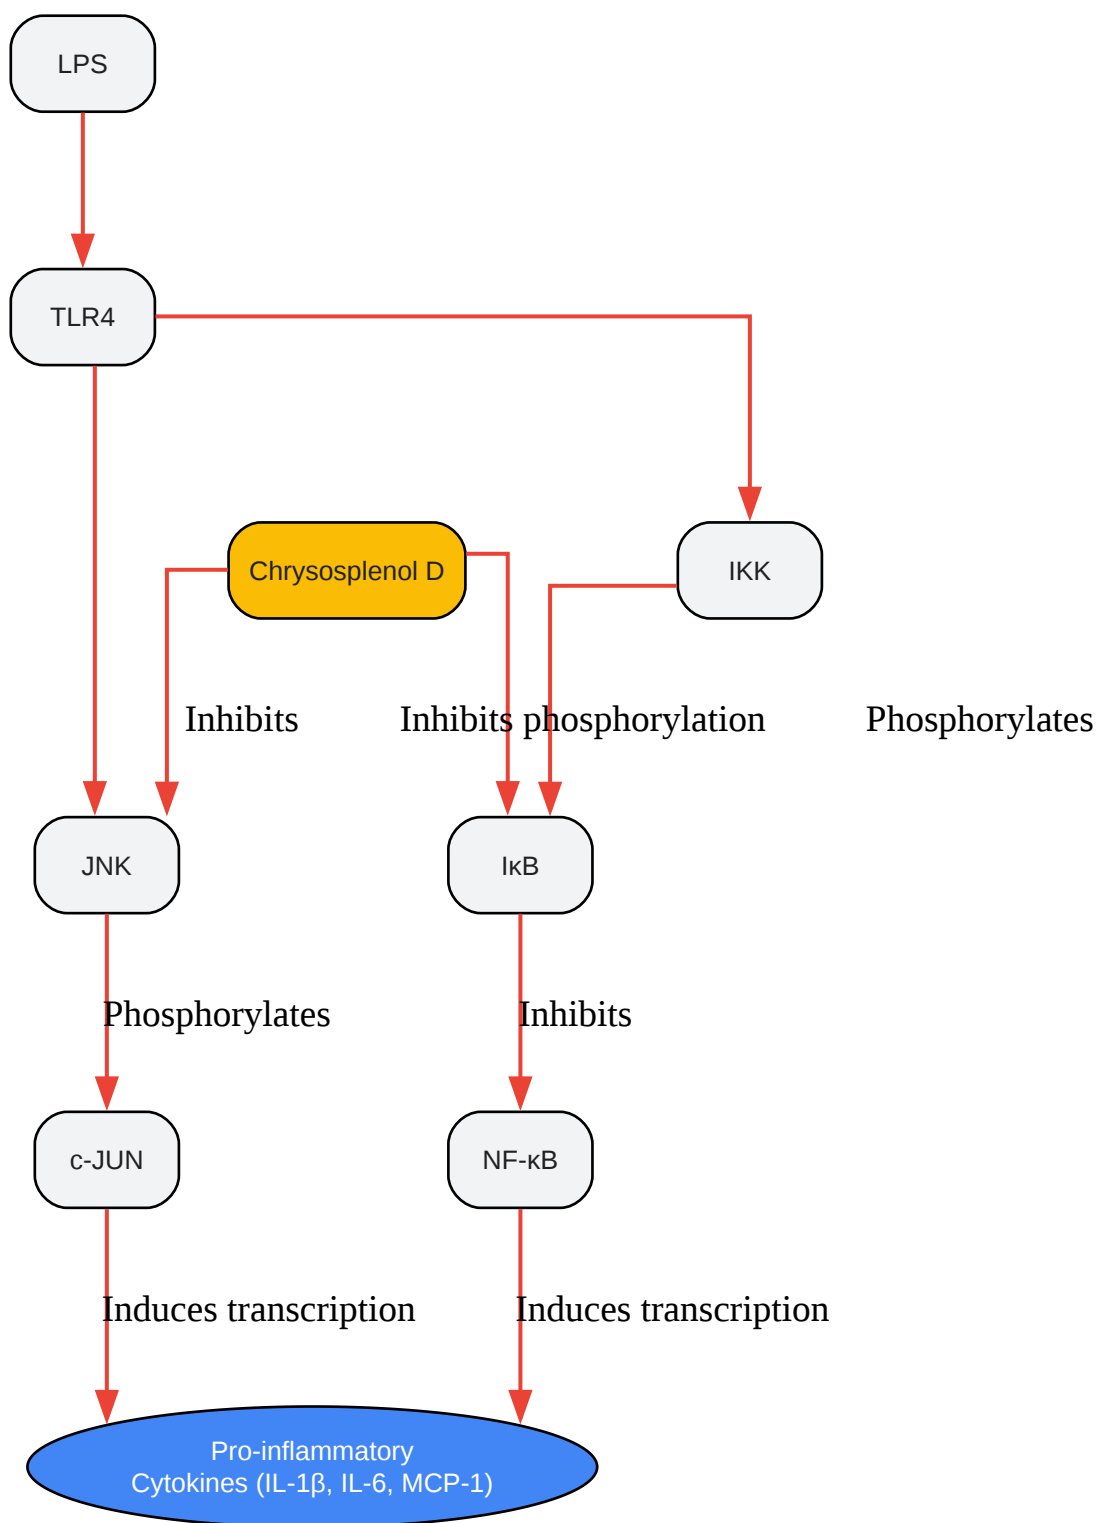 LPS
TLR4
Chrysosplenol D
IKK
Inhibits
Inhibits phosphorylation
Phosphorylates
JNK
IκB
Phosphorylates
Inhibits
c-JUN
NF-κB
Induces transcription
Induces transcription
Pro-inflammatory
Cytokines (IL-1β, IL-6, MCP-1)